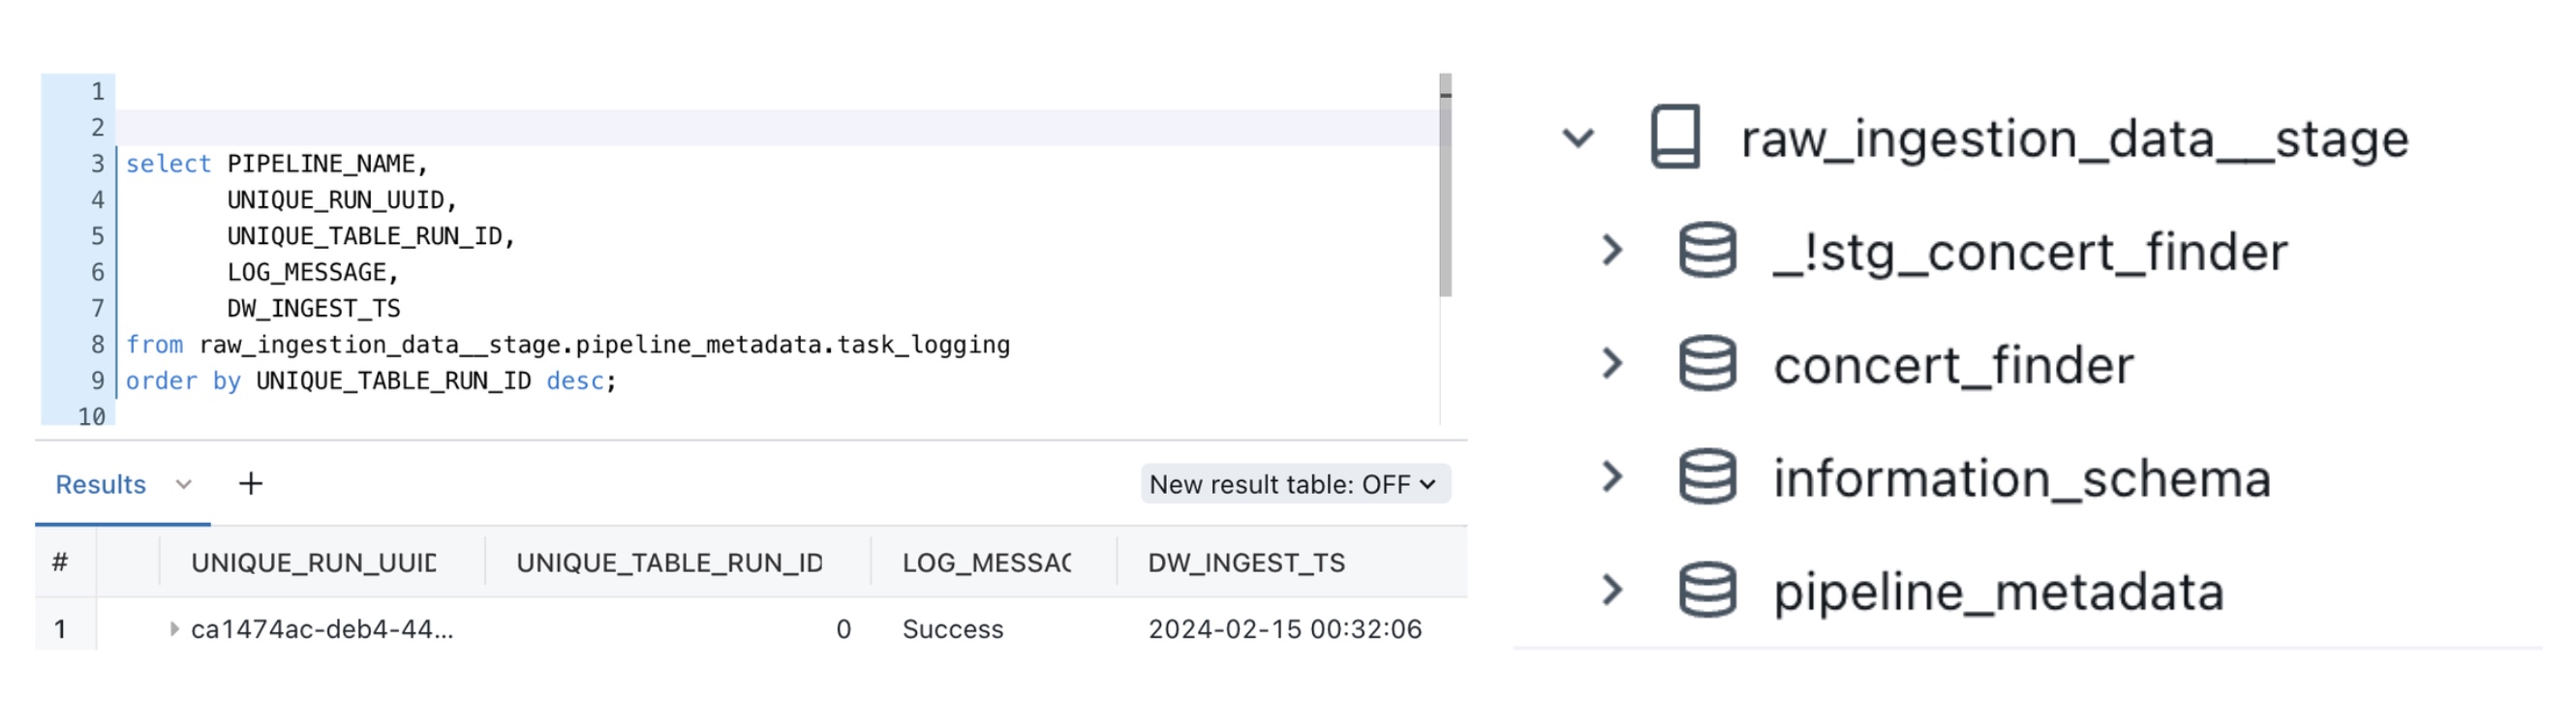 1
2
3 select PIPELINE_NAME,
4 UNIQUE_RUN_UUID,
5 UNIQUE_TABLE_RUN_ID,
6 LOG_MESSAGE,
7 DW_INGEST_TS
8 from raw_ingestion_data__stage.pipeline_metadata.task_logging
9 order by UNIQUE_TABLE_RUN_ID desc;
10
Results + New result table: OFF
# UNIQUE_RUN_UUID UNIQUE_TABLE_RUN_ID LOG_MESSAG DW_INGEST_TS
1 ca1474ac-deb4-44... 0 Success 2024-02-15 00:32:06
raw_ingestion_data__stage
_!stg_concert_finder
concert_finder
information_schema
pipeline_metadata